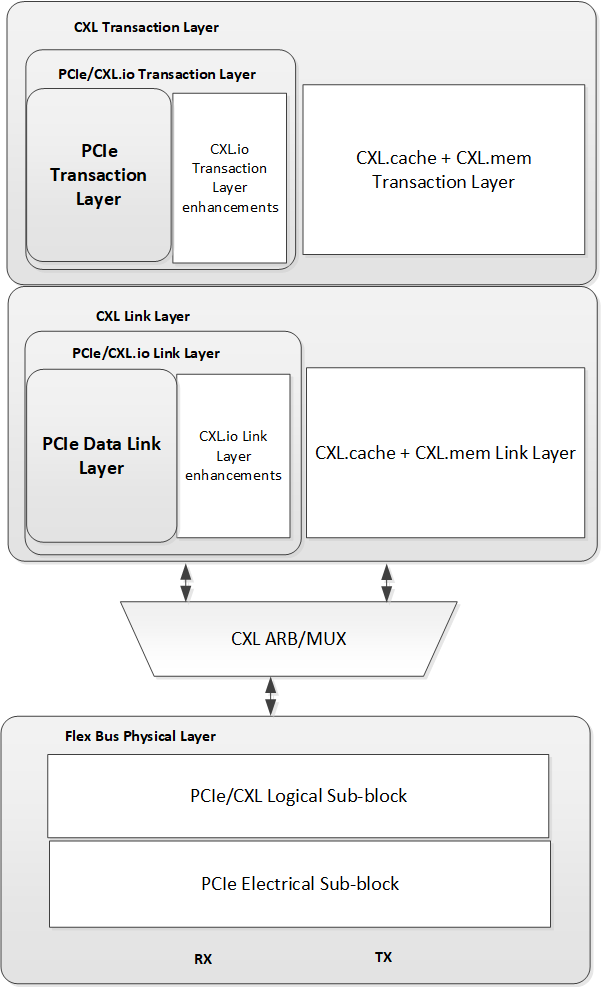 CXL Transaction Layer
PCIe/CXL.io Transaction Layer
PCIe
Transaction
Layer
CXL.io
Transaction
Layer
enhancements
CXL.cache + CXL.mem
Transaction Layer
CXL Link Layer
PCIe/CXL.io Link Layer
PCIe Data Link
Layer
CXL.io Link
Layer
enhancements
CXL.cache + CXL.mem Link Layer
CXL ARB/MUX
Flex Bus Physical Layer
PCIe/CXL Logical Sub-block
PCIe Electrical Sub-block
RX
TX